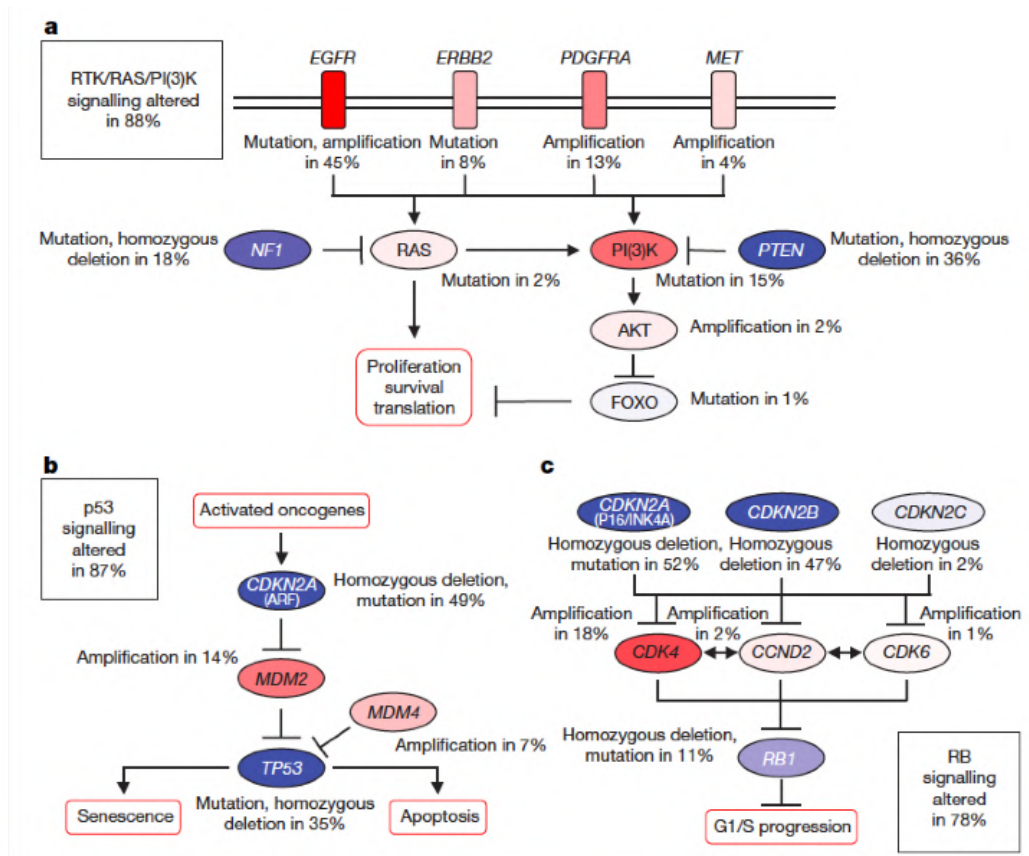 a
RTK/RAS/PI(3)K
signalling altered
in 88%
EGFR
ERBB2
PDGFRA
MET
Mutation, amplification
in 45%
Mutation
in 8%
Amplification
in 13%
Amplification
in 4%
Mutation, homozygous
deletion in 18%
NF1
RAS
Mutation in 2%
PI(3)K
Mutation in 15%
PTEN
Mutation, homozygous
deletion in 36%
AKT
Amplification in 2%
Proliferation
survival
translation
FOXO
Mutation in 1%
b
p53
signalling
altered
in 87%
Activated oncogenes
CDKN2A
(ARF)
Homozygous deletion,
mutation in 49%
Amplification in 14%
MDM2
MDM4
Amplification in 7%
TP53
Senescence
Mutation, homozygous
deletion in 35%
Apoptosis
c
CDKN2A
(P16/INK4A)
CDKN2B
CDKN2C
Homozygous deletion,
mutation in 52%
Homozygous
deletion in 47%
Homozygous
deletion in 2%
Amplification
in 18%
Amplification
in 2%
Amplification
in 1%
CDK4
CCND2
CDK6
Homozygous deletion,
mutation in 11%
RB1
G1/S progression
RB
signalling
altered
in 78%